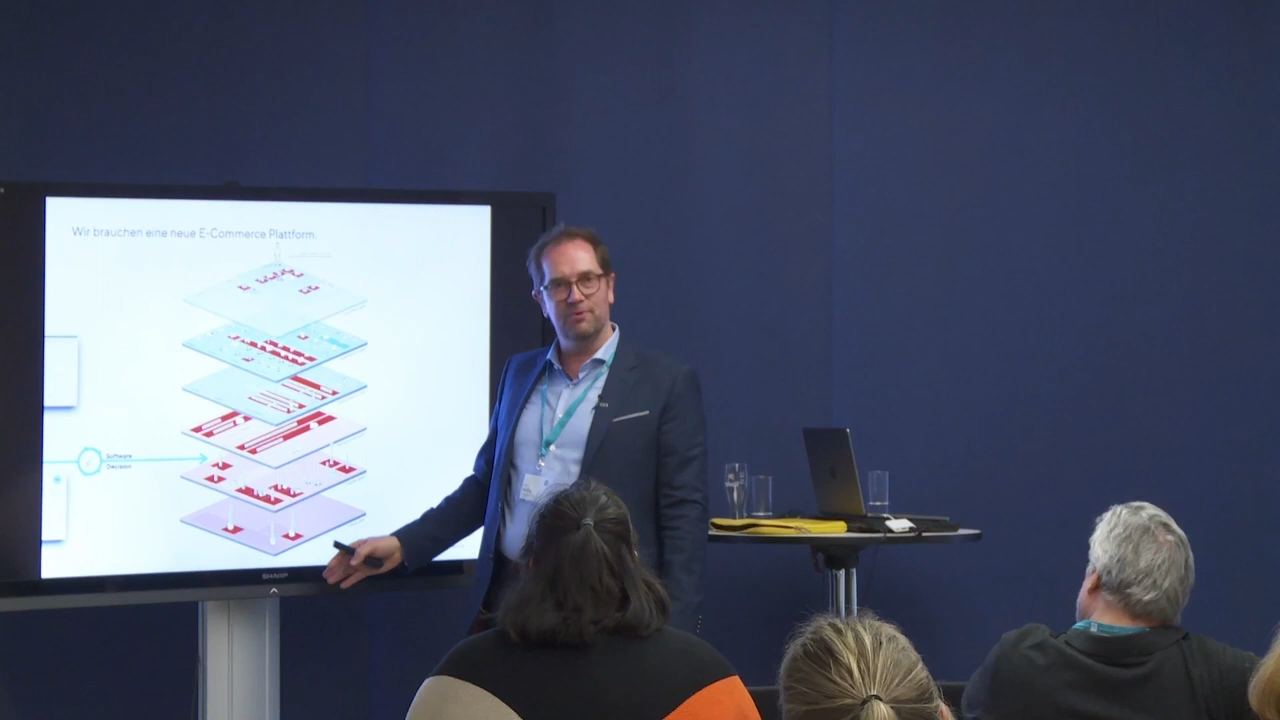 Wir brauchen eine neue E-Commerce Plattform.
Software
Decision
SHARP